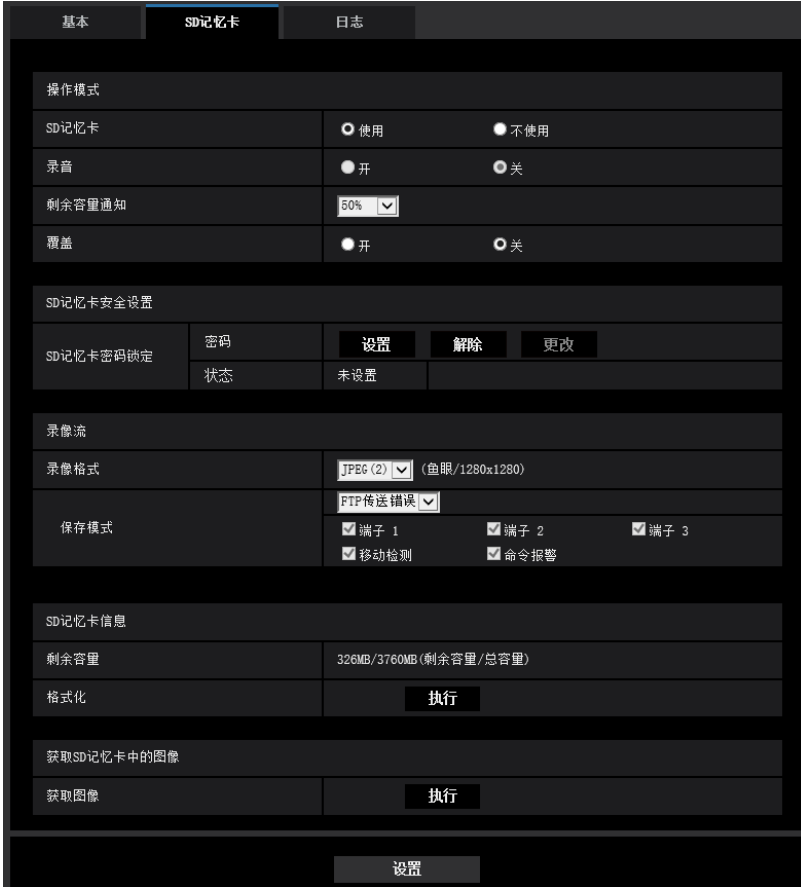 基本 SD记忆卡 日志
操作模式
SD记忆卡 使用 不使用
录音 开 关
剩余容量通知 50%
覆盖 开 关
SD记忆卡安全设置
SD记忆卡密码锁定 密码 设置 解除 更改
状态 未设置
录像流
录像格式 JPEG(2) (鱼眼/1280x1280)
保存模式 FTP传送错误
端子 1 端子 2 端子 3
移动检测 命令报警
SD记忆卡信息
剩余容量 326MB/3760MB(剩余容量/总容量)
格式化 执行
获取SD记忆卡中的图像
获取图像 执行
设置